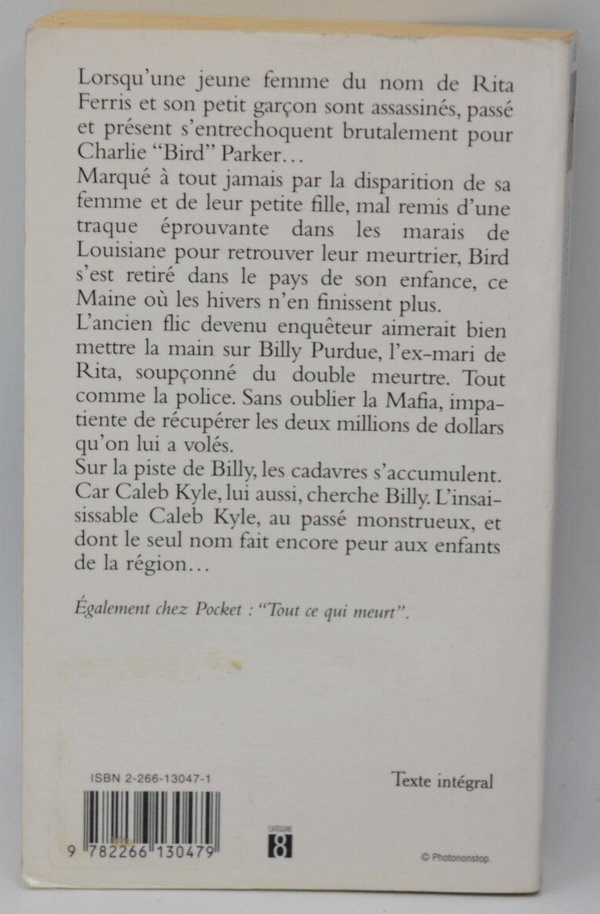 Lorsqu'une jeune femme du nom de Rita
Ferris et son petit garçon sont assassinés, passé
et présent s'entrechoquent brutalement pour
Charlie “Bird” Parker…
Marqué à tout jamais par la disparition de sa
femme et de leur petite fille, mal remis d'une
traque éprouvante dans les marais de
Louisiane pour retrouver leur meurtrier, Bird
s'est retiré dans le pays de son enfance, ce
Maine où les hivers n'en finissent plus.
L'ancien flic devenu enquêteur aimerait bien
mettre la main sur Billy Purdue, l'ex-mari de
Rita, soupçonné du double meurtre. Tout
comme la police. Sans oublier la Mafia, impa-
tiente de récupérer les deux millions de dollars
qu'on lui a volés.
Sur la piste de Billy, les cadavres s'accumulent.
Car Caleb Kyle, lui aussi, cherche Billy. L'insai-
sissable Caleb Kyle, au passé monstrueux, et
dont le seul nom fait encore peur aux enfants
de la région…
Également chez Pocket : “Tout ce qui meurt”.
ISBN 2-266-13047-1
Texte intégral
9 782266 130479
CATÉGORIE
8
© Photononstop.